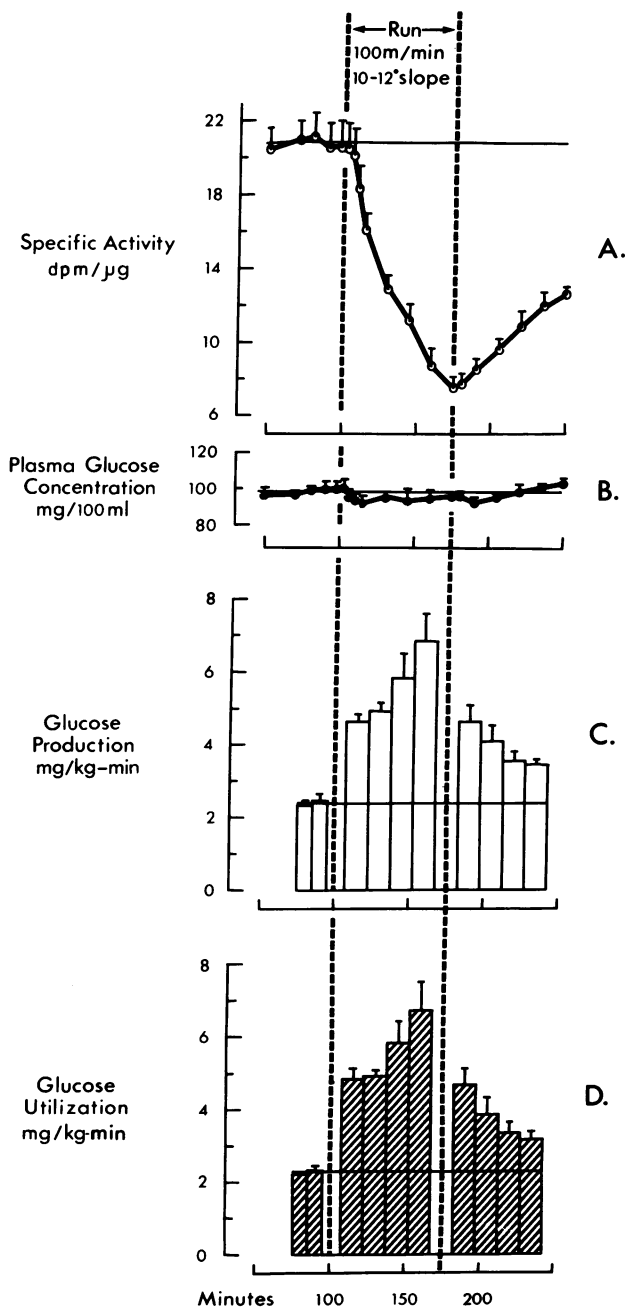 ←Run→
100m/min
10-12° slope
22
18
14
10
6
Specific Activity
dpm/µg
A.
120
100
80
Plasma Glucose
Concentration
mg/100ml
B.
8
6
4
2
0
Glucose
Production
mg/kg-min
C.
8
6
4
2
0
Glucose
Utilization
mg/kg-min
D.
Minutes 100 150 200